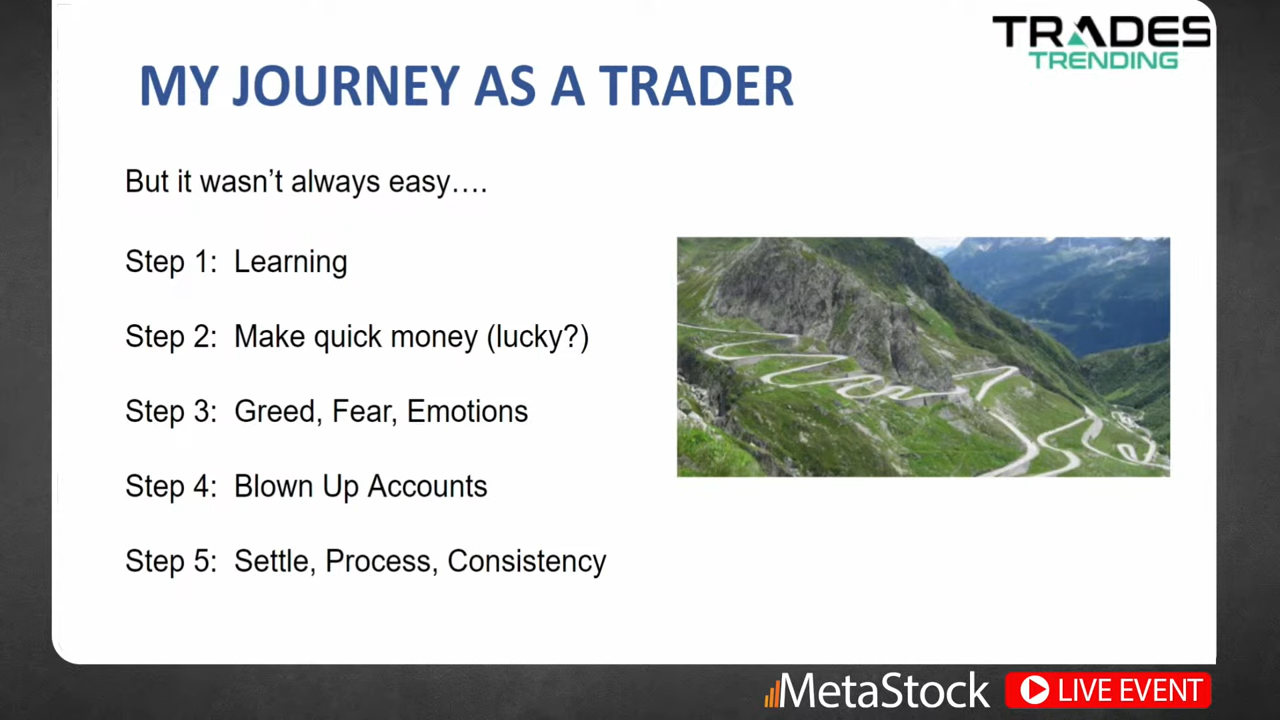 TRADES
TRENDING
MY JOURNEY AS A TRADER
But it wasn’t always easy….
Step 1: Learning
Step 2: Make quick money (lucky?)
Step 3: Greed, Fear, Emotions
Step 4: Blown Up Accounts
Step 5: Settle, Process, Consistency
MetaStock LIVE EVENT